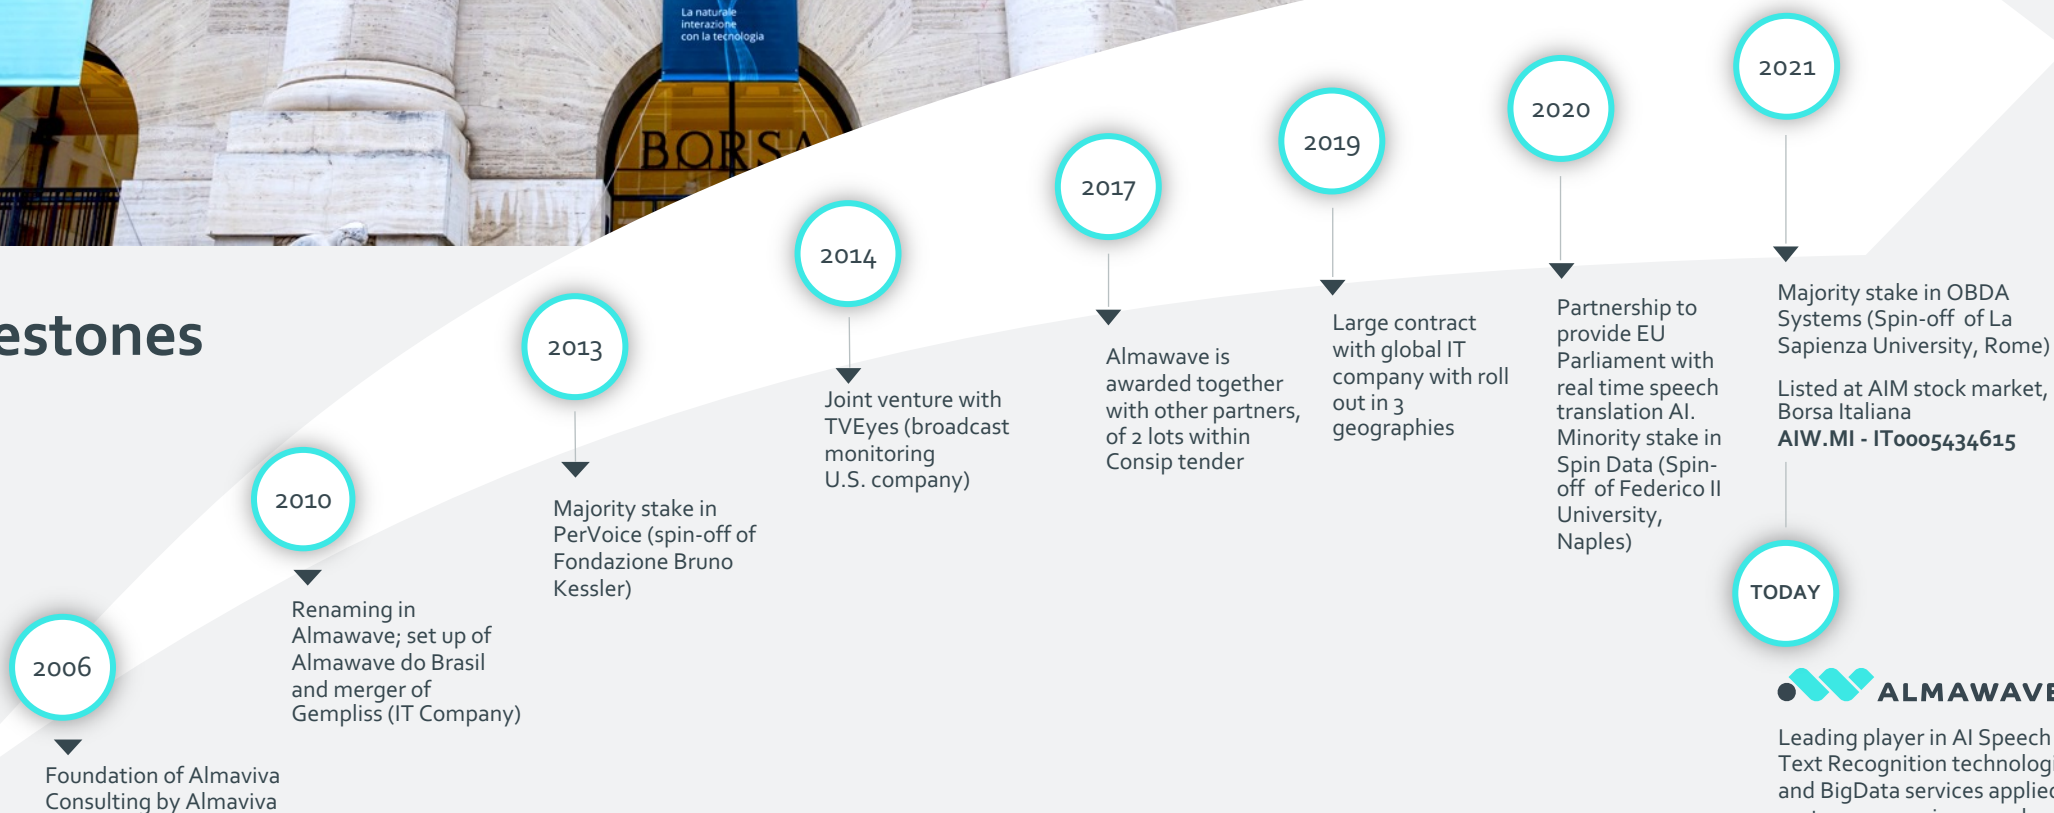 La naturale
interazione
con la tecnologia
BORSA
estones
2006
Foundation of Almaviva
Consulting by Almaviva
2010
Renaming in
Almawave; set up of
Almawave do Brasil
and merger of
Gempliss (IT Company)
2013
Majority stake in
PerVoice (spin-off of
Fondazione Bruno
Kessler)
2014
Joint venture with
TVEyes (broadcast
monitoring
U.S. company)
2017
Almawave is
awarded together
with other partners,
of 2 lots within
Consip tender
2019
Large contract
with global IT
company with roll
out in 3
geographies
2020
Partnership to
provide EU
Parliament with
real time speech
translation AI.
Minority stake in
Spin Data (Spin-
off of Federico II
University,
Naples)
2021
Majority stake in OBDA
Systems (Spin-off of La
Sapienza University, Rome)
Listed at AIM stock market,
Borsa Italiana
AIW.MI - IT0005434615
TODAY
ALMAWAVE
Leading player in AI Speech
Text Recognition technologi
and BigData services applied